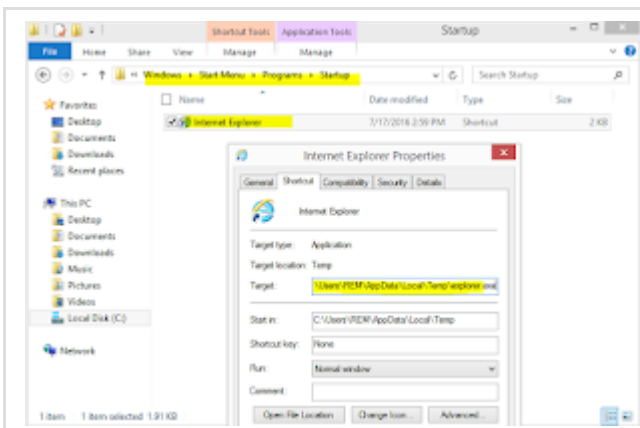 Shortcut Tools Application Tools Startup
File Home Share View Manage Manage
« Windows ▸ Start Menu ▸ Programs ▸ Startup Search Startup
Name Date modified Type Size
Favorites
Desktop
Documents
Downloads
Recent places
This PC
Desktop
Documents
Downloads
Music
Pictures
Videos
Local Disk (C:)
Network
Internet Explorer 7/17/2016 2:59 PM Shortcut 2 KB
Internet Explorer Properties
General Shortcut Compatibility Security Details
Internet Explorer
Target type: Application
Target location: Temp
Target: \Users\REM\AppData\Local\Temp\explorer.exe
Start in: C:\Users\REM\AppData\Local\Temp
Shortcut key: None
Run: Normal window
Comment:
Open File Location Change Icon... Advanced...
1 item 1 item selected 1.91 KB